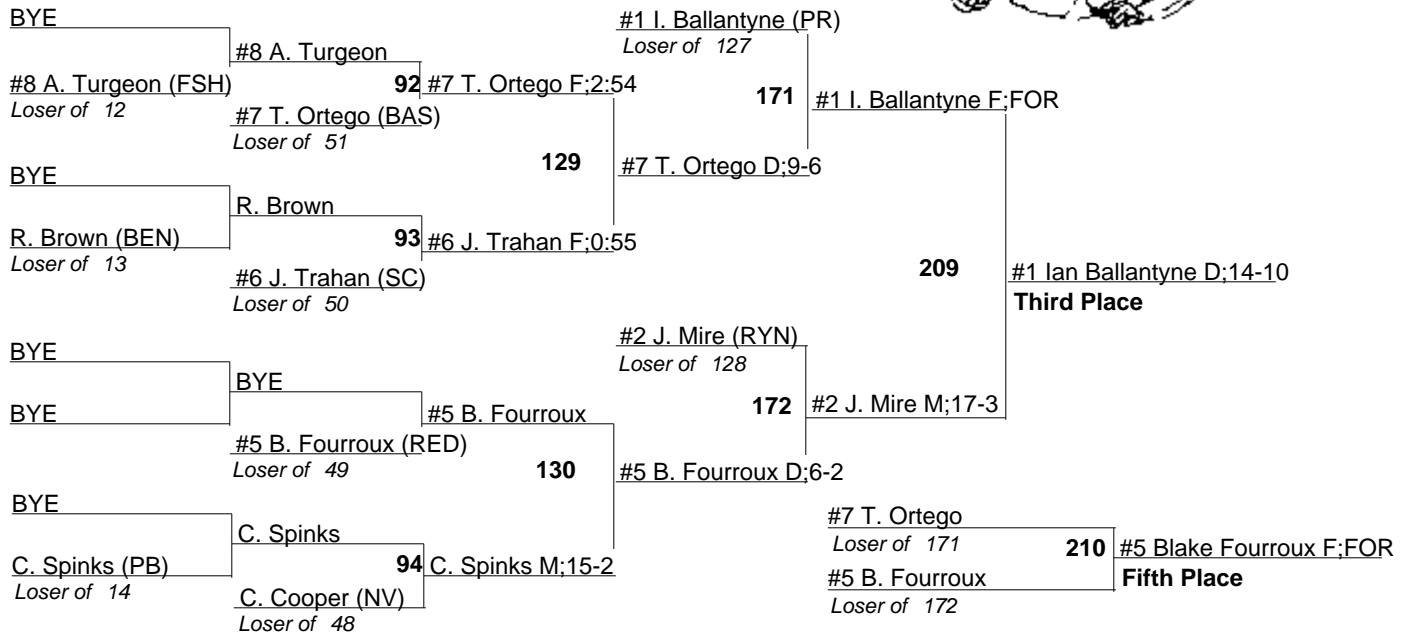 BYE
#8 A. Turgeon
#8 A. Turgeon (FSH)
Loser of 12
92
#7 T. Ortego F;2:54
#7 T. Ortego (BAS)
Loser of 51
129
BYE
R. Brown
R. Brown (BEN)
Loser of 13
93
#6 J. Trahan F;0:55
#6 J. Trahan (SC)
Loser of 50
BYE
BYE
BYE
#5 B. Fourroux
#5 B. Fourroux (RED)
Loser of 49
130
BYE
C. Spinks
C. Spinks (PB)
Loser of 14
94
C. Spinks M;15-2
C. Cooper (NV)
Loser of 48
#1 I. Ballantyne (PR)
Loser of 127
171
#1 I. Ballantyne F;FOR
#7 T. Ortego D;9-6
209
#1 Ian Ballantyne D;14-10
Third Place
#2 J. Mire (RYN)
Loser of 128
172
#2 J. Mire M;17-3
#5 B. Fourroux D;6-2
#7 T. Ortego
Loser of 171
210
#5 Blake Fourroux F;FOR
#5 B. Fourroux
Fifth Place
Loser of 172